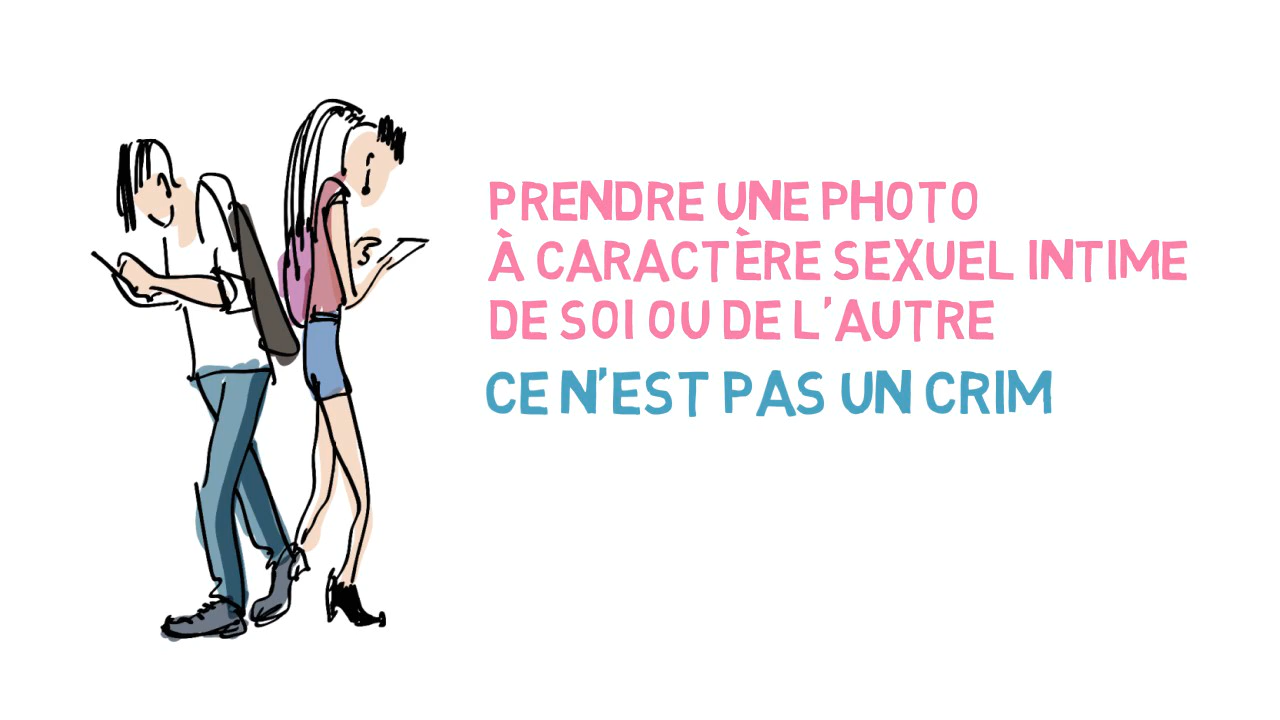 PRENDRE UNE PHOTO
À CARACTÈRE SEXUEL INTIME
DE SOI OU DE L'AUTRE
CE N'EST PAS UN CRIM